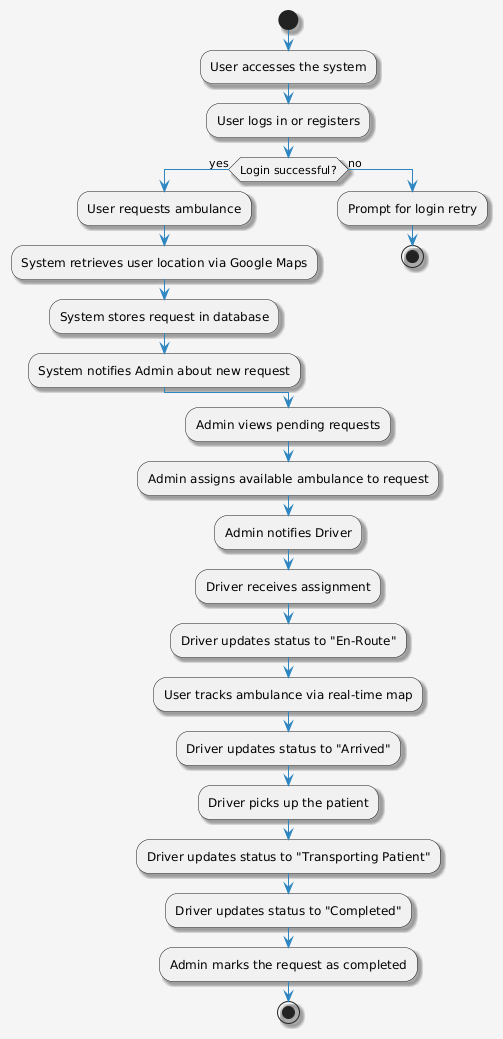 User accesses the system
User logs in or registers
yes
Login successful?
no
User requests ambulance
Prompt for login retry
System retrieves user location via Google Maps
System stores request in database
System notifies Admin about new request
Admin views pending requests
Admin assigns available ambulance to request
Admin notifies Driver
Driver receives assignment
Driver updates status to "En-Route"
User tracks ambulance via real-time map
Driver updates status to "Arrived"
Driver picks up the patient
Driver updates status to "Transporting Patient"
Driver updates status to "Completed"
Admin marks the request as completed